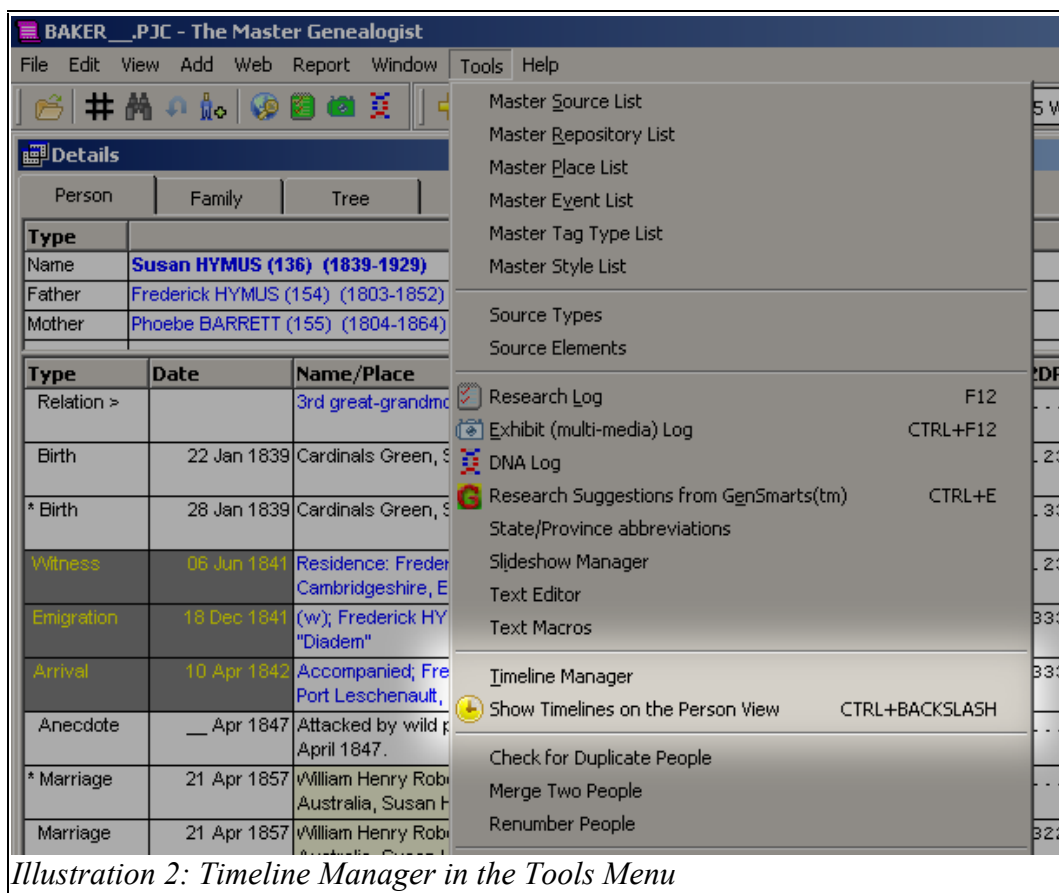 BAKER__.PJC - The Master Genealogist
File Edit View Add Web Report Window Tools Help
Details
Person Family Tree
Type
Name Susan HYMUS (136) (1839-1929)
Father Frederick HYMUS (154) (1803-1852)
Mother Phoebe BARRETT (155) (1804-1864)
Type Date Name/Place
Relation > 3rd
Birth 22 Jan 1839 Cardinals Green,
* Birth 28 Jan 1839 Cardinals Green,
Witness 06 Jun 1841 Residence:
Cambridgeshire,
Emigration 18 Dec 1841 (w); Frederick
"Diadem"
Arrival 10 Apr 1842 Accompanied;
Port Leschenault,
Anecdote __ Apr 1847 Attacked by wild
April 1847.
* Marriage 21 Apr 1857 William Henry
Australia, Susan
Marriage 21 Apr 1857 William Henry
Master Source List
Master Repository List
Master Place List
Master Event List
Master Tag Type List
Master Style List
Source Types
Source Elements
Research Log F12
Exhibit (multi-media) Log CTRL+F12
DNA Log
Research Suggestions from GenSmarts(tm) CTRL+E
State/Province abbreviations
Slideshow Manager
Text Editor
Text Macros
Timeline Manager
Show Timelines on the Person View CTRL+BACKSLASH
Check for Duplicate People
Merge Two People
Renumber People
Illustration 2: Timeline Manager in the Tools Menu